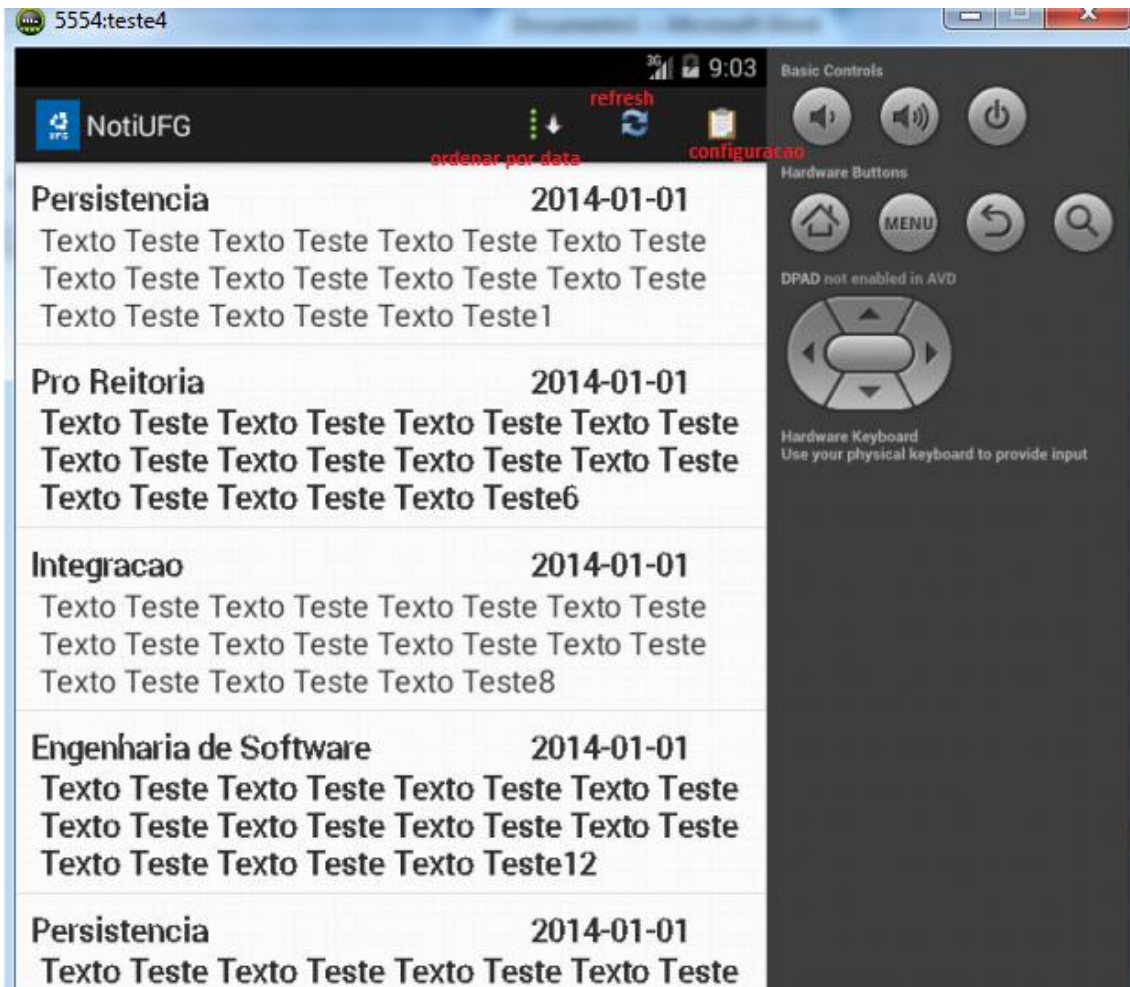 5554:teste4
3G 9:03
refresh
NotiUFG
UFG
ordenar por data
configuracao
Persistencia 2014-01-01
Texto Teste Texto Teste Texto Teste Texto Teste
Texto Teste Texto Teste Texto Teste Texto Teste
Texto Teste Texto Teste Texto Teste1
Pro Reitoria 2014-01-01
Texto Teste Texto Teste Texto Teste Texto Teste
Texto Teste Texto Teste Texto Teste Texto Teste
Texto Teste Texto Teste Texto Teste6
Integracao 2014-01-01
Texto Teste Texto Teste Texto Teste Texto Teste
Texto Teste Texto Teste Texto Teste Texto Teste
Texto Teste Texto Teste Texto Teste8
Engenharia de Software 2014-01-01
Texto Teste Texto Teste Texto Teste Texto Teste
Texto Teste Texto Teste Texto Teste Texto Teste
Texto Teste Texto Teste Texto Teste12
Persistencia 2014-01-01
Texto Teste Texto Teste Texto Teste Texto Teste
Basic Controls
Hardware Buttons
MENU
DPAD not enabled in AVD
Hardware Keyboard
Use your physical keyboard to provide input